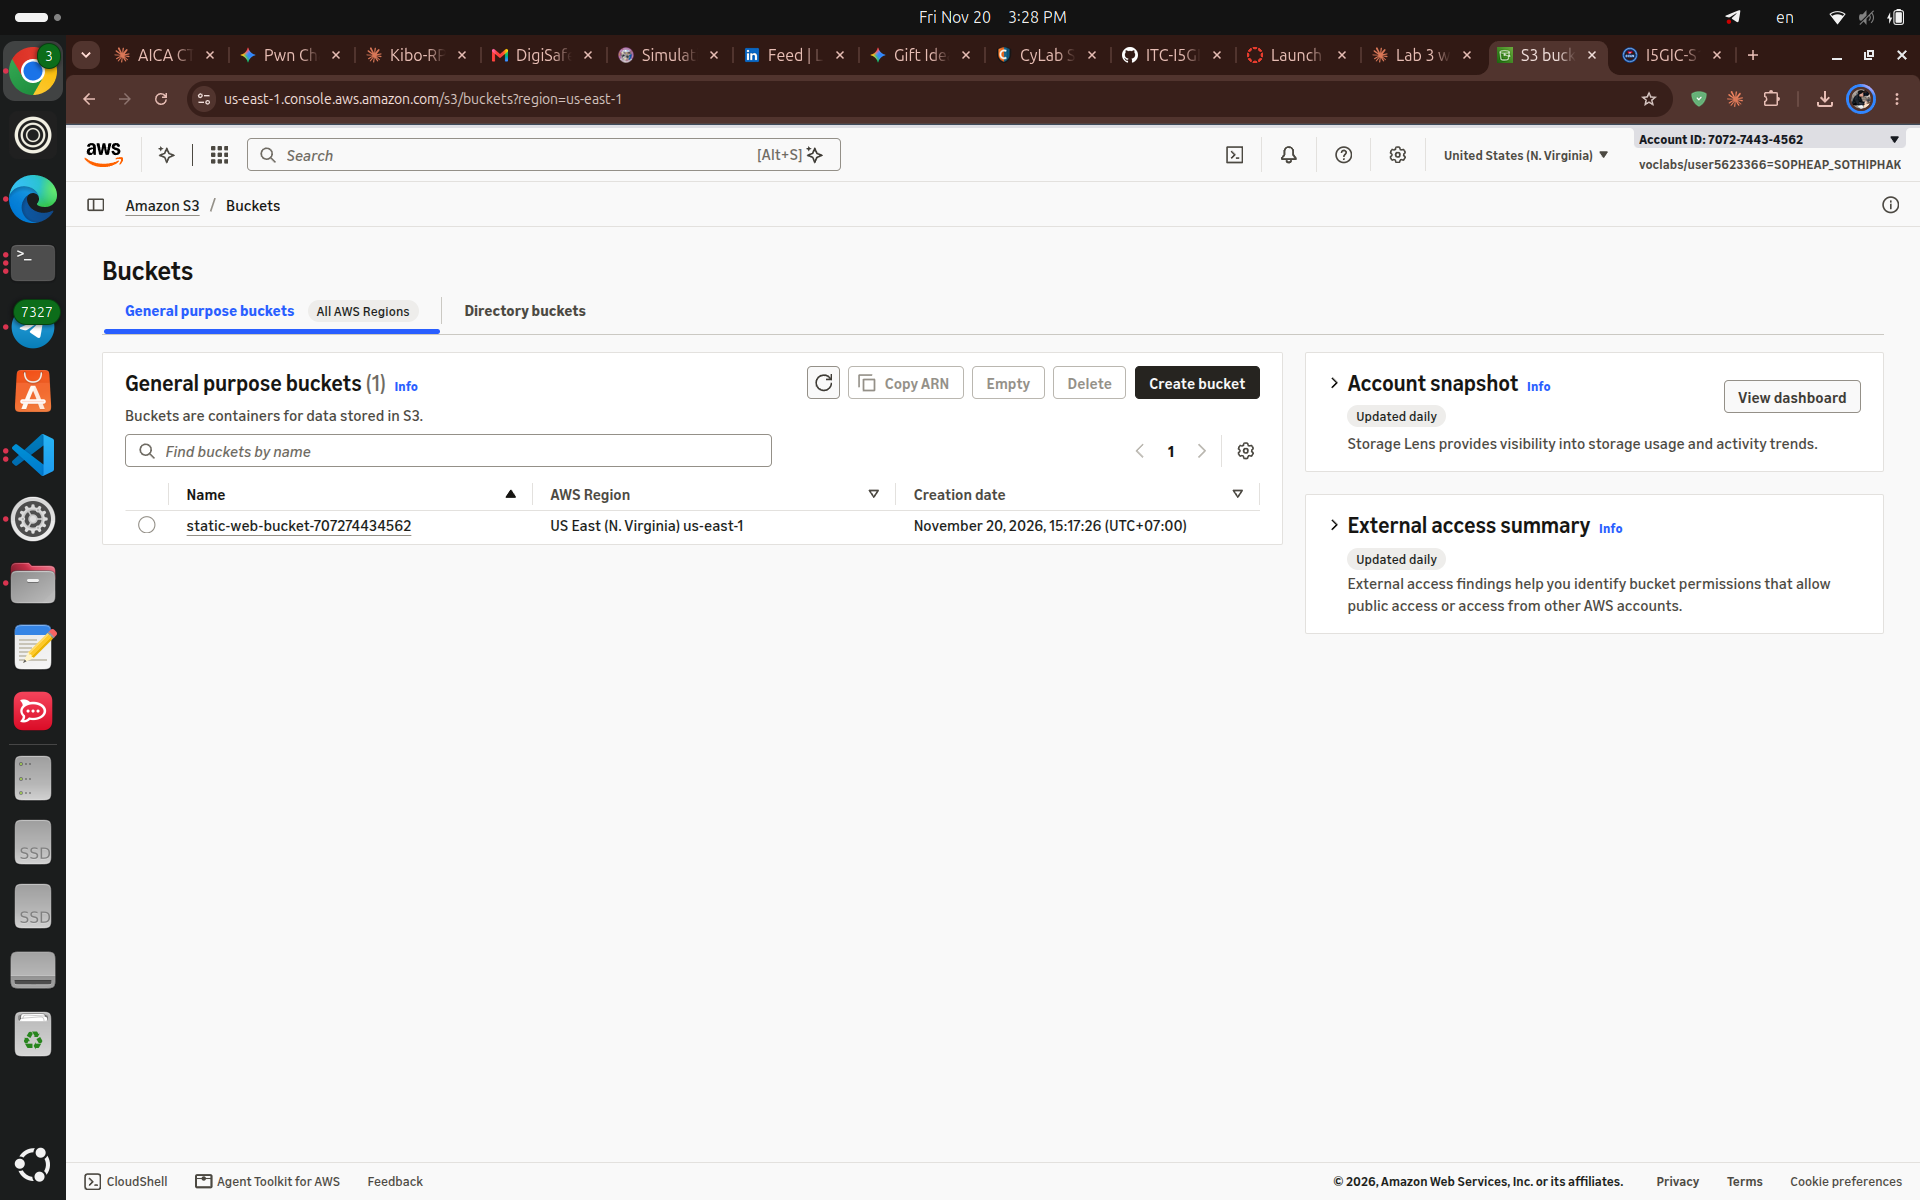 Fri Nov 20 3:28 PM
en
3
AICA CT
Pwn Ch
Kibo-RP
DigiSafe
Simulat
Feed | L
Gift Ide
CyLab S
ITC-I5GI
Launch
Lab 3 w
S3 buck
I5GIC-S
us-east-1.console.aws.amazon.com/s3/buckets?region=us-east-1
aws
Search
[Alt+S]
United States (N. Virginia)
Account ID: 7072-7443-4562
voclabs/user5623366=SOPHEAP_SOTHIPHAK
Amazon S3 / Buckets
Buckets
General purpose buckets All AWS Regions
Directory buckets
7327
General purpose buckets (1) Info
Copy ARN
Empty
Delete
Create bucket
Buckets are containers for data stored in S3.
Find buckets by name
1
Name
AWS Region
Creation date
static-web-bucket-707274434562
US East (N. Virginia) us-east-1
November 20, 2026, 15:17:26 (UTC+07:00)
Account snapshot Info
Updated daily
View dashboard
Storage Lens provides visibility into storage usage and activity trends.
External access summary Info
Updated daily
External access findings help you identify bucket permissions that allow
public access or access from other AWS accounts.
SSD
SSD
CloudShell
Agent Toolkit for AWS
Feedback
© 2026, Amazon Web Services, Inc. or its affiliates.
Privacy
Terms
Cookie preferences